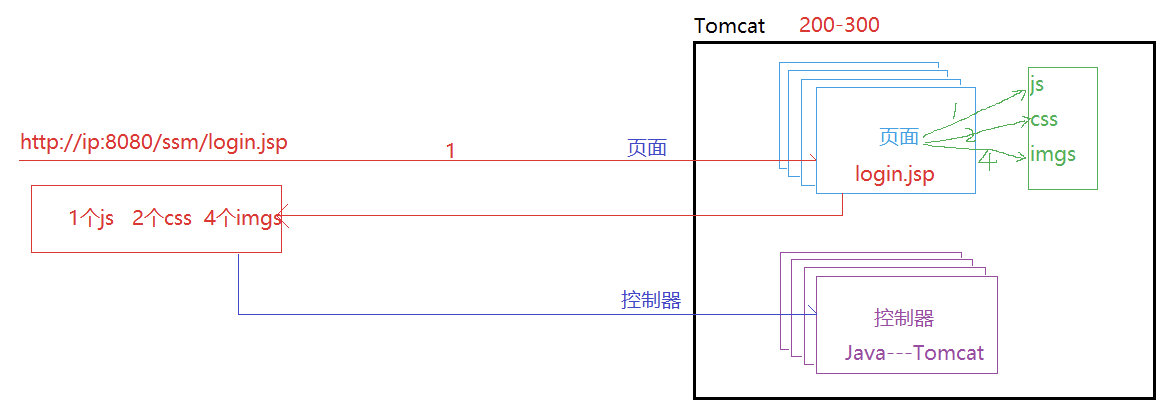 Tomcat 200-300
js
http://ip:8080/ssm/login.jsp 1 页面
页面 1 2 4
css
imgs
login.jsp
1个js 2个css 4个imgs
控制器
控制器
Java---Tomcat